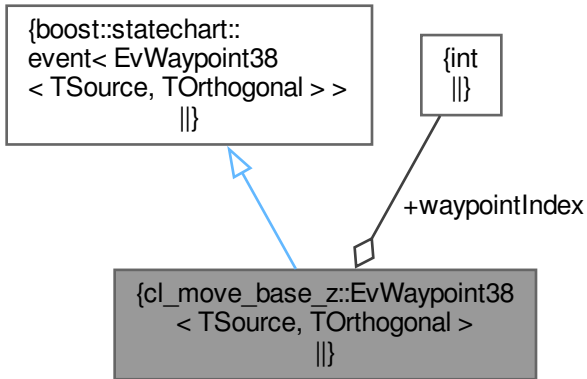 {boost::statechart::
event< EvWaypoint38
< TSource, TOrthogonal > >
||}
{int
||}
+waypointIndex
{cl_move_base_z::EvWaypoint38
< TSource, TOrthogonal >
||}